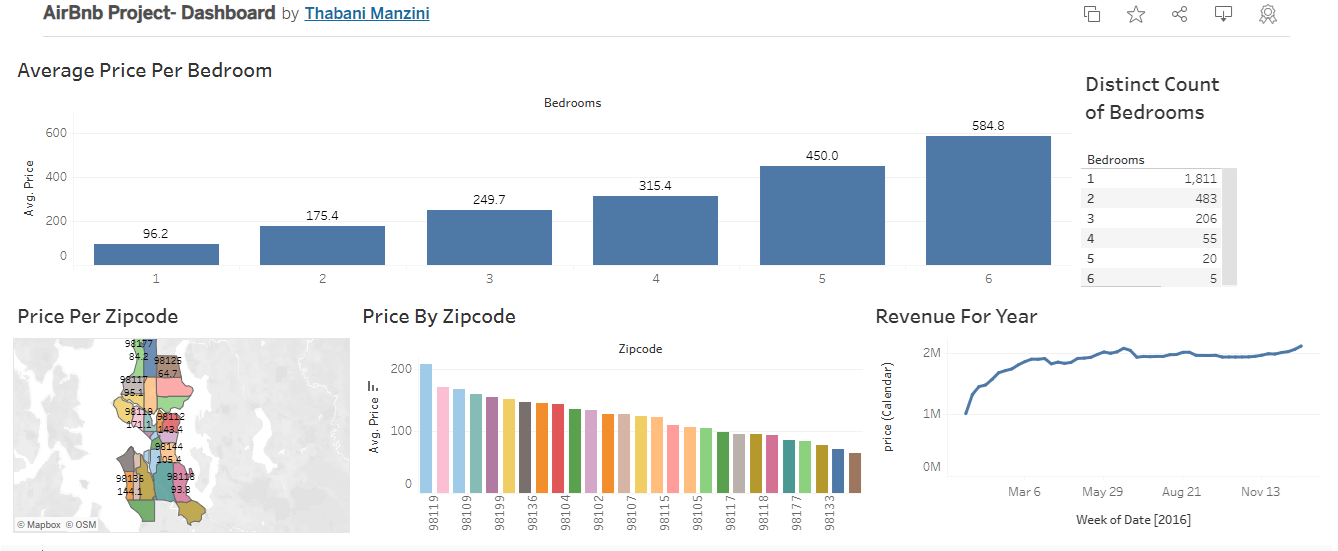 AirBnb Project- Dashboard by Thabani Manzini
Average Price Per Bedroom
Bedrooms
Avg. Price
600
400
200
0
96.2
175.4
249.7
315.4
450.0
584.8
1
2
3
4
5
6
Distinct Count
of Bedrooms
Bedrooms
1 1,811
2 483
3 206
4 55
5 20
6 5
Price Per Zipcode
98177
84.2
98125
64.7
98117
95.1
98119
171.1
98112
143.4
98144
105.4
98136
144.1
98118
93.8
© Mapbox © OSM
Price By Zipcode
Zipcode
Avg. Price
200
100
0
98119
98109
98199
98136
98104
98102
98107
98115
98105
98117
98118
98177
98133
Revenue For Year
price (Calendar)
2M
1M
0M
Mar 6
May 29
Aug 21
Nov 13
Week of Date [2016]